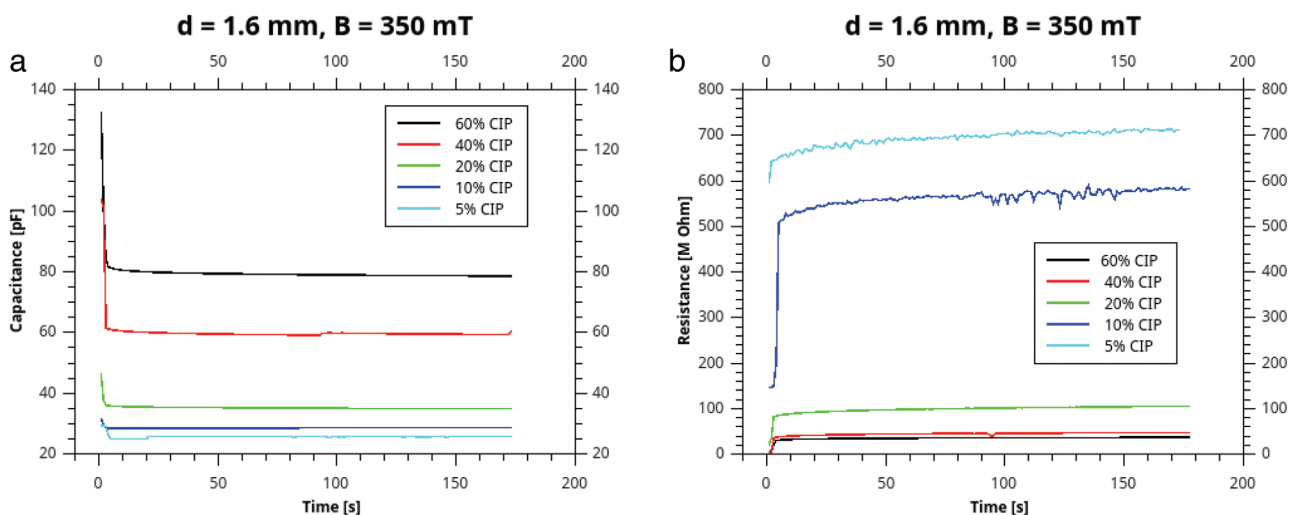 a
d = 1.6 mm, B = 350 mT
0 50 100 150 200
140 140
120 120
100 100
80 80
60 60
40 40
20 20
Capacitance [pF]
60% CIP
40% CIP
20% CIP
10% CIP
5% CIP
0 50 100 150 200
Time [s]
b
d = 1.6 mm, B = 350 mT
0 50 100 150 200
800 800
700 700
600 600
500 500
400 400
300 300
200 200
100 100
0 0
Resistance [M Ohm]
60% CIP
40% CIP
20% CIP
10% CIP
5% CIP
0 50 100 150 200
Time [s]